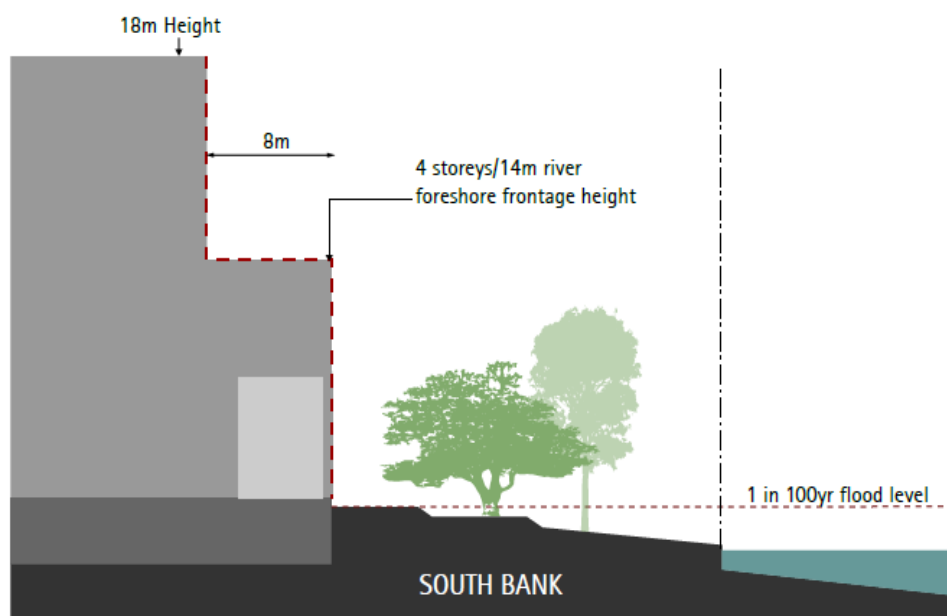 18m Height
8m
4 storeys/14m river
foreshore frontage height
1 in 100yr flood level
SOUTH BANK